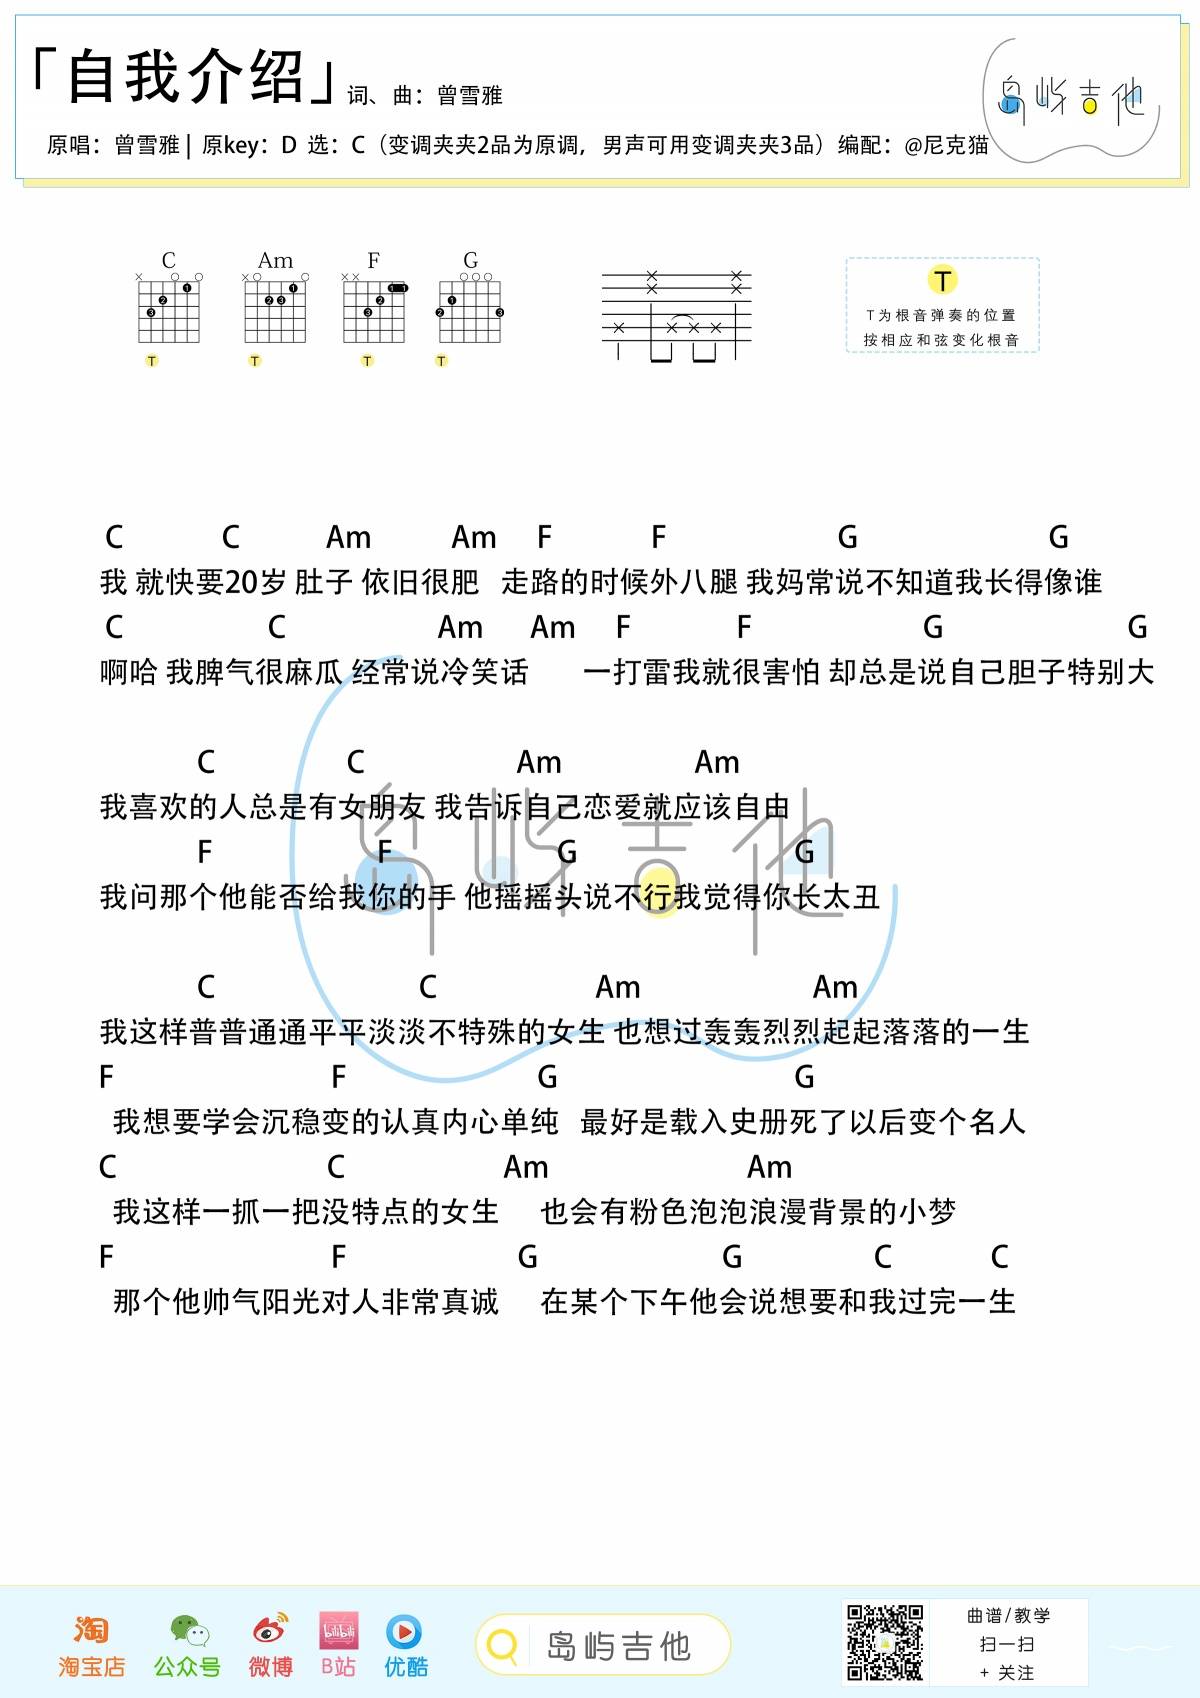 「自我介绍」 词、曲：曾雪雅
原唱：曾雪雅 | 原key：D 选：C（变调夹夹2品为原调，男声可用变调夹夹3品）编配：@尼克猫
岛屿吉他
C Am F G
T
T为根音弹奏的位置
按相应和弦变化根音
T T T T
C C Am Am F F G G
我 就快要20岁 肚子 依旧很肥 走路的时候外八腿 我妈常说不知道我长得像谁
C C Am Am F F G G
啊哈 我脾气很麻瓜 经常说冷笑话 一打雷我就很害怕 却总是说自己胆子特别大
C C Am Am
我喜欢的人总是有女朋友 我告诉自己恋爱就应该自由
F F G G
我问那个他能否给我你的手 他摇摇头说不行我觉得你长太丑
岛屿吉他
C C Am Am
我这样普普通通平平淡淡不特殊的女生 也想过轰轰烈烈起起落落的一生
F F G G
我想要学会沉稳变的认真内心单纯 最好是载入史册死了以后变个名人
C C Am Am
我这样一抓一把没特点的女生 也会有粉色泡泡浪漫背景的小梦
F F G G C C
那个他帅气阳光对人非常真诚 在某个下午他会说想要和我过完一生
淘 bilibili
淘宝店 公众号 微博 B站 优酷
岛屿吉他
曲谱/教学
扫一扫
+ 关注